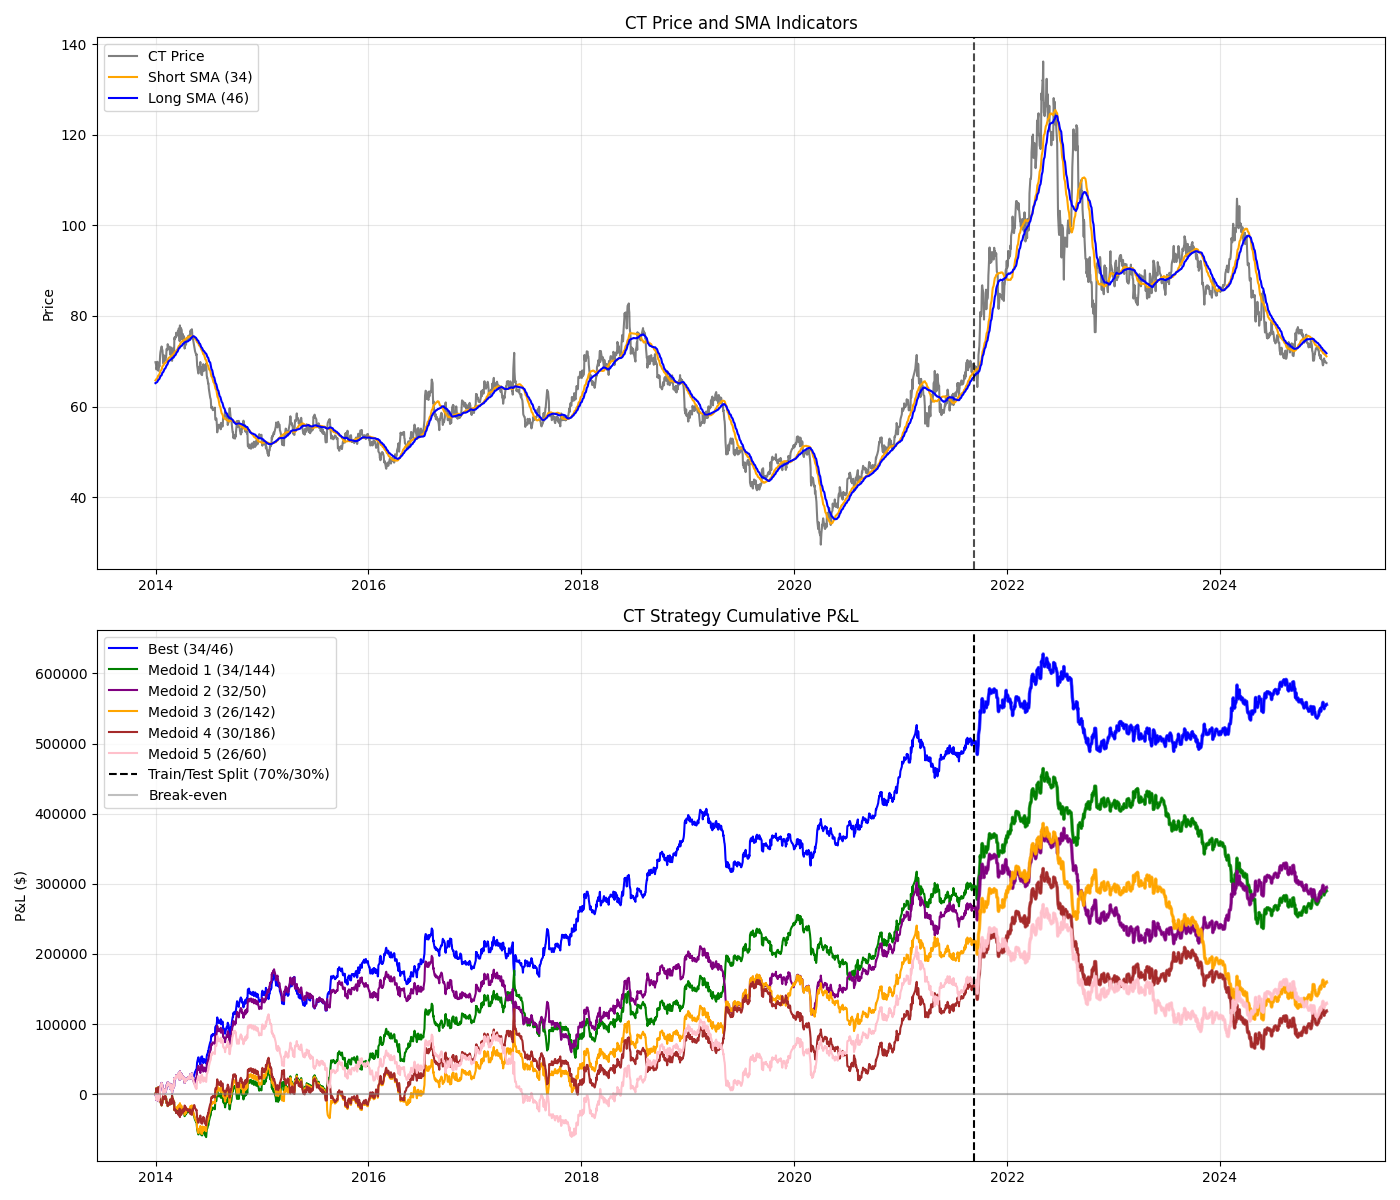 CT Price and SMA Indicators
CT Price
Short SMA (34)
Long SMA (46)
Price
140
120
100
80
60
40
2014
2016
2018
2020
2022
2024
CT Strategy Cumulative P&L
Best (34/46)
Medoid 1 (34/144)
Medoid 2 (32/50)
Medoid 3 (26/142)
Medoid 4 (30/186)
Medoid 5 (26/60)
Train/Test Split (70%/30%)
Break-even
P&L ($)
600000
500000
400000
300000
200000
100000
0
2014
2016
2018
2020
2022
2024